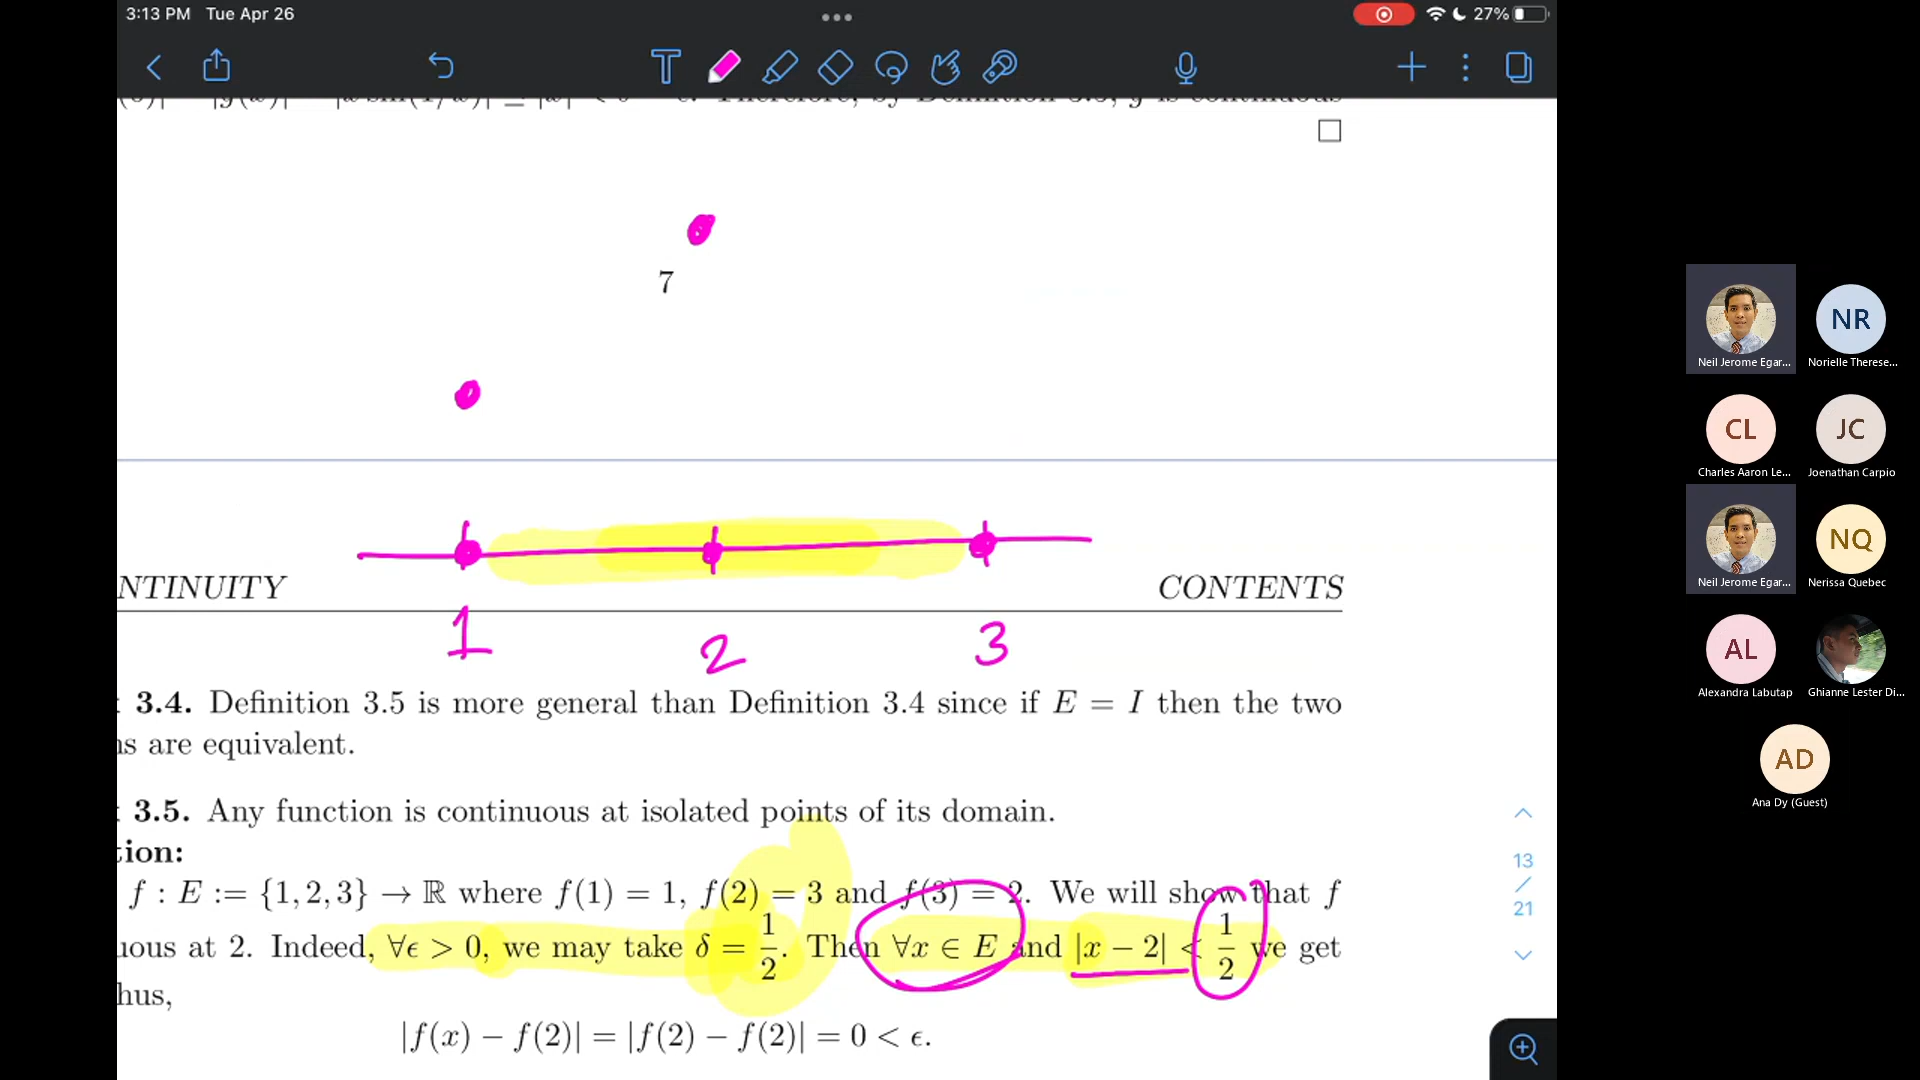 3:13 PM Tue Apr 26
27%
7
1
2
3
NTINUITY
CONTENTS
3.4. Definition 3.5 is more general than Definition 3.4 since if E = I then the two
ns are equivalent.
3.5. Any function is continuous at isolated points of its domain.
tion:
f : E := {1, 2, 3} → ℝ where f(1) = 1, f(2) = 3 and f(3) = 2. We will show that f
uous at 2. Indeed, ∀ϵ > 0, we may take δ = 1/2. Then ∀x ∈ E and |x − 2| < 1/2 we get
hus,
|f(x) − f(2)| = |f(2) − f(2)| = 0 < ϵ.
13
/
21
Neil Jerome Egar...
NR
Norielle Therese...
CL
Charles Aaron Le...
JC
Joenathan Carpio
Neil Jerome Egar...
NQ
Nerissa Quebec
AL
Alexandra Labutap
Ghianne Lester Di...
AD
Ana Dy (Guest)